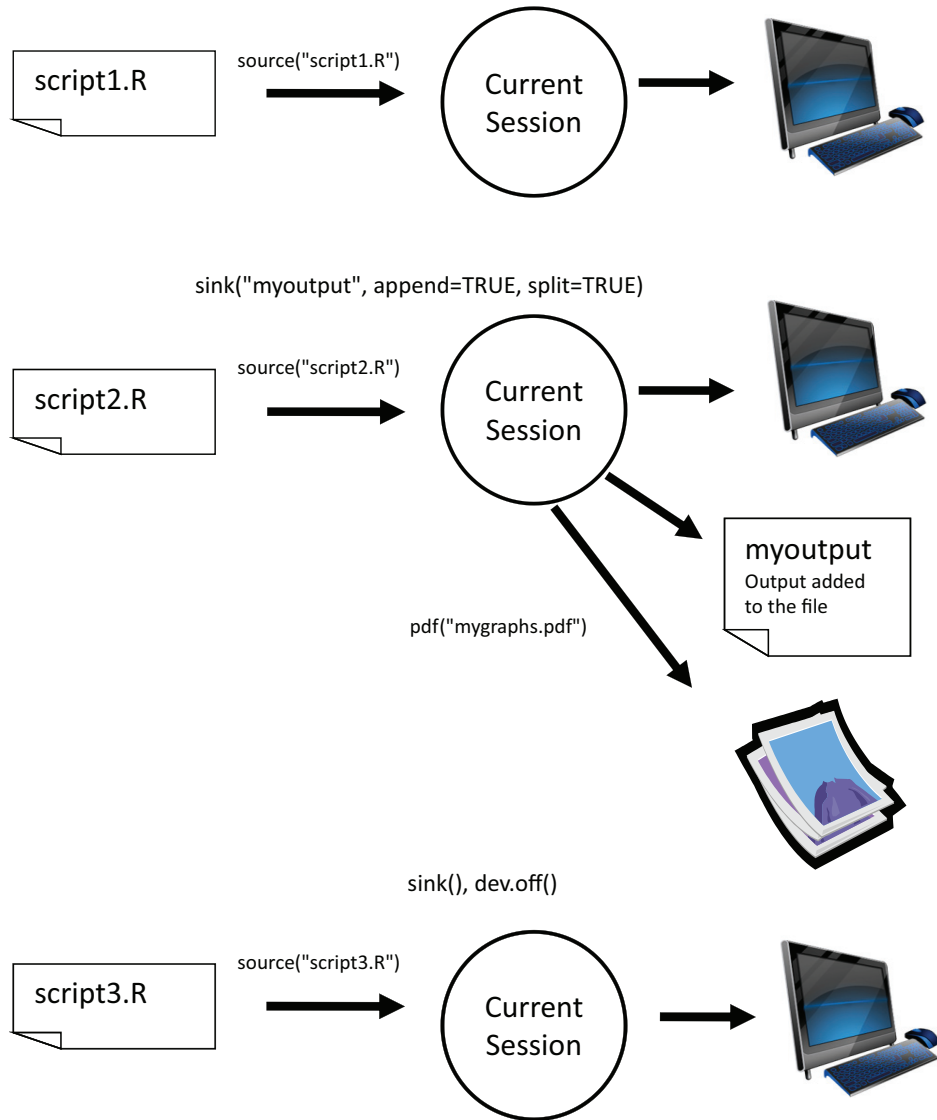 script1.R
source("script1.R")
Current
Session
sink("myoutput", append=TRUE, split=TRUE)
script2.R
source("script2.R")
Current
Session
myoutput
Output added
to the file
pdf("mygraphs.pdf")
sink(), dev.off()
script3.R
source("script3.R")
Current
Session